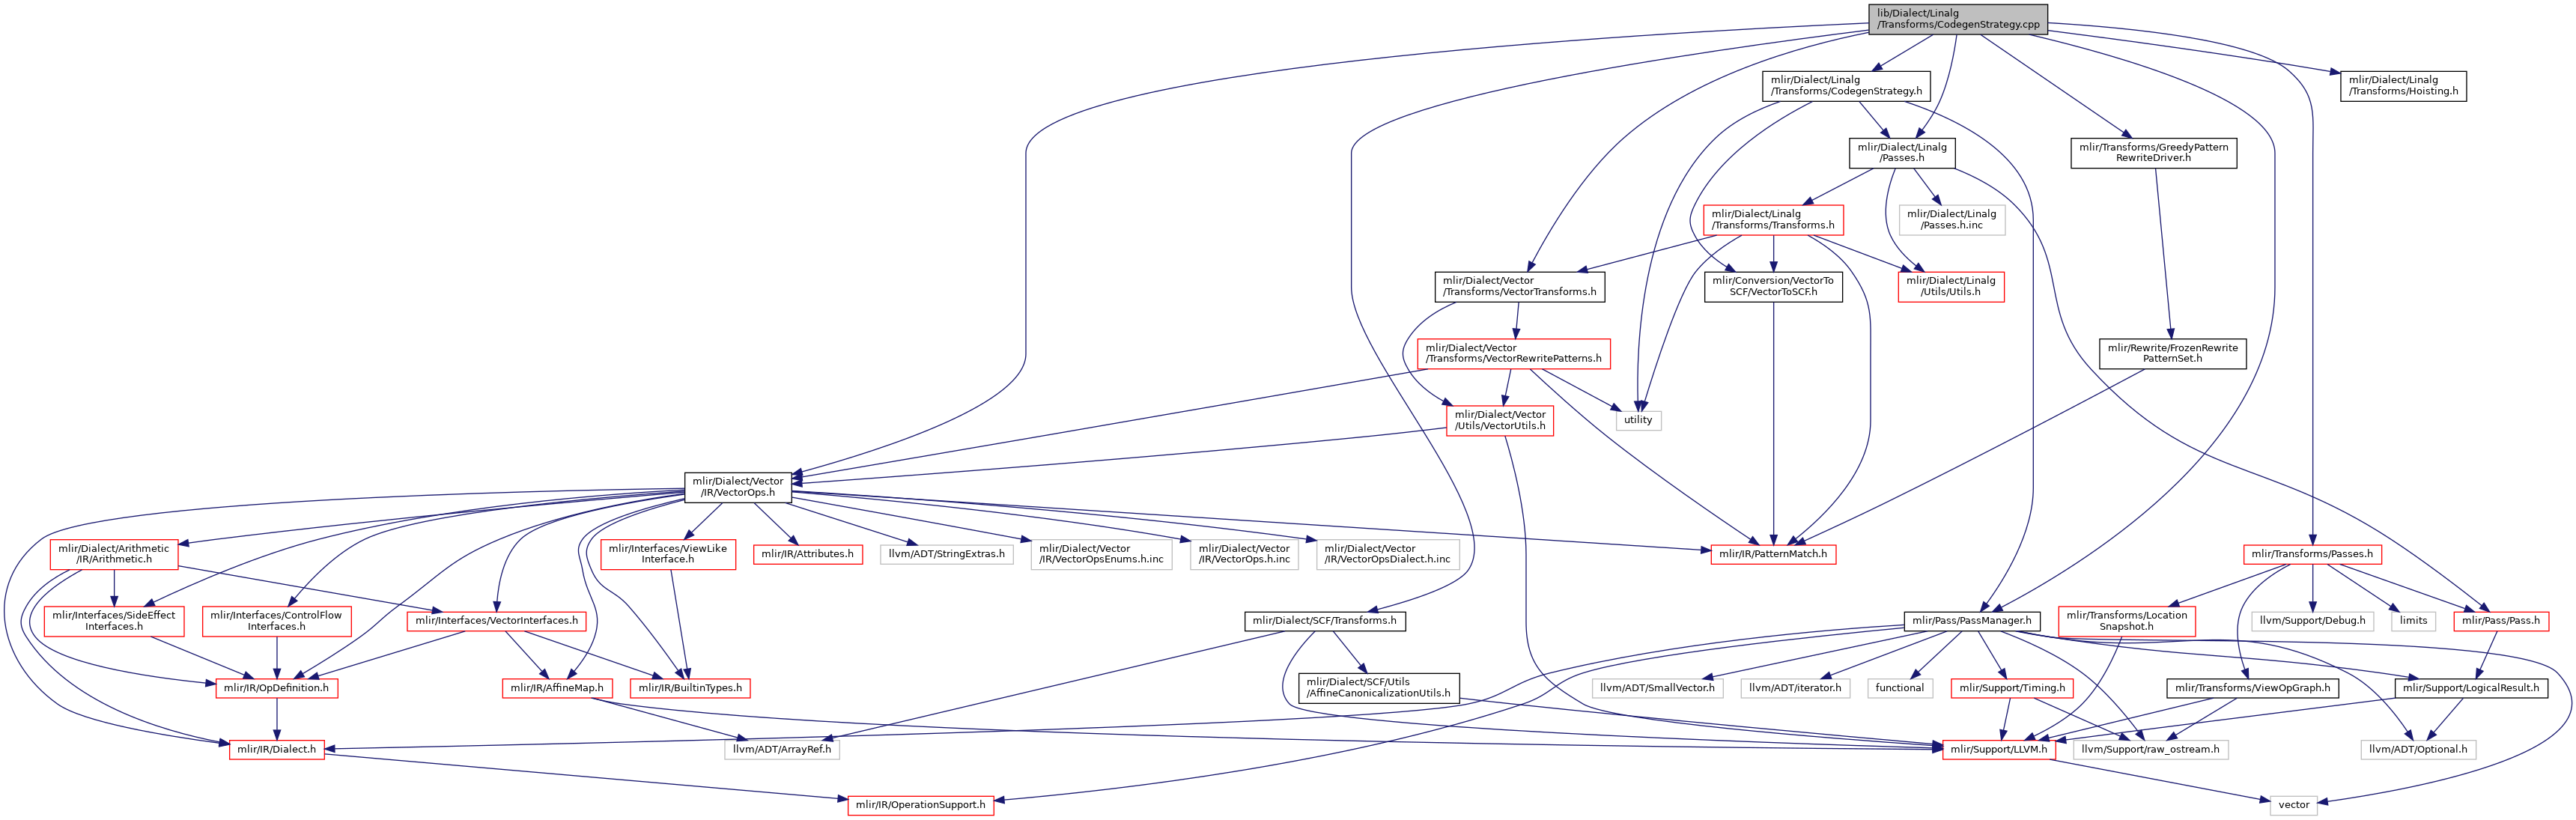 lib/Dialect/Linalg
/Transforms/CodegenStrategy.cpp
mlir/Dialect/Linalg
/Transforms/CodegenStrategy.h
mlir/Dialect/Linalg
/Transforms/Hoisting.h
mlir/Dialect/Linalg
/Passes.h
mlir/Transforms/GreedyPattern
RewriteDriver.h
mlir/Dialect/Linalg
/Transforms/Transforms.h
mlir/Dialect/Linalg
/Passes.h.inc
mlir/Dialect/Vector
/Transforms/VectorTransforms.h
mlir/Conversion/VectorTo
SCF/VectorToSCF.h
mlir/Dialect/Linalg
/Utils/Utils.h
mlir/Dialect/Vector
/Transforms/VectorRewritePatterns.h
mlir/Rewrite/FrozenRewrite
PatternSet.h
mlir/Dialect/Vector
/Utils/VectorUtils.h
utility
mlir/Dialect/Vector
/IR/VectorOps.h
mlir/Dialect/Arithmetic
/IR/Arithmetic.h
mlir/Interfaces/ViewLike
Interface.h
mlir/IR/Attributes.h
llvm/ADT/StringExtras.h
mlir/Dialect/Vector
/IR/VectorOpsEnums.h.inc
mlir/Dialect/Vector
/IR/VectorOps.h.inc
mlir/Dialect/Vector
/IR/VectorOpsDialect.h.inc
mlir/IR/PatternMatch.h
mlir/Transforms/Passes.h
mlir/Interfaces/SideEffect
Interfaces.h
mlir/Interfaces/ControlFlow
Interfaces.h
mlir/Interfaces/VectorInterfaces.h
mlir/Dialect/SCF/Transforms.h
mlir/Pass/PassManager.h
mlir/Transforms/Location
Snapshot.h
llvm/Support/Debug.h
limits
mlir/Pass/Pass.h
mlir/IR/OpDefinition.h
mlir/IR/AffineMap.h
mlir/IR/BuiltinTypes.h
mlir/Dialect/SCF/Utils
/AffineCanonicalizationUtils.h
llvm/ADT/SmallVector.h
llvm/ADT/iterator.h
functional
mlir/Support/Timing.h
mlir/Transforms/ViewOpGraph.h
mlir/Support/LogicalResult.h
mlir/IR/Dialect.h
llvm/ADT/ArrayRef.h
mlir/Support/LLVM.h
llvm/Support/raw_ostream.h
llvm/ADT/Optional.h
mlir/IR/OperationSupport.h
vector